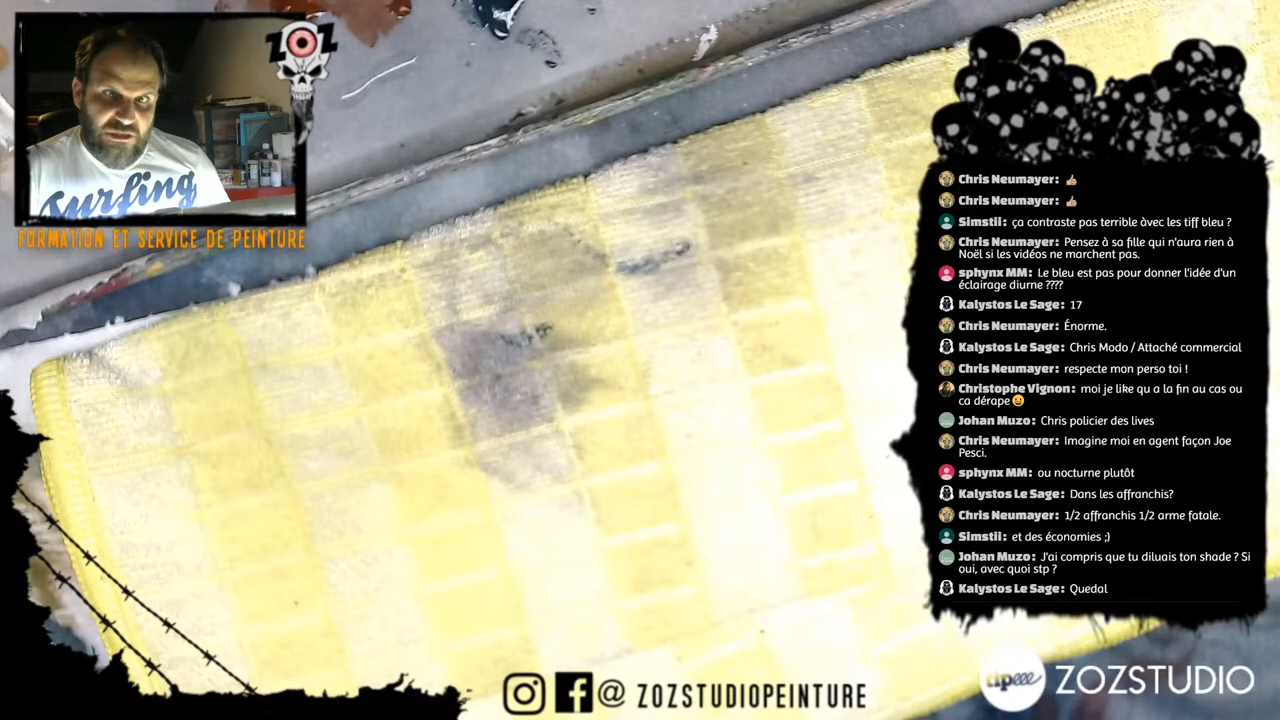 ZOZ
Surfing
FORMATION ET SERVICE DE PEINTURE
Chris Neumayer: 👍🏼
Chris Neumayer: 👍🏼
Simstii: ça contraste pas terrible àvec les tiff bleu ?
Chris Neumayer: Pensez à sa fille qui n'aura rien à
Noël si les vidéos ne marchent pas.
sphynx MM: Le bleu est pas pour donner l'idée d'un
éclairage diurne ????
Kalystos Le Sage: 17
Chris Neumayer: Énorme.
Kalystos Le Sage: Chris Modo / Attaché commercial
Chris Neumayer: respecte mon perso toi !
Christophe Vignon: moi je like qu a la fin au cas ou
ca dérape😛
Johan Muzo: Chris policier des lives
Chris Neumayer: Imagine moi en agent façon Joe
Pesci.
sphynx MM: ou nocturne plutôt
Kalystos Le Sage: Dans les affranchis?
Chris Neumayer: 1/2 affranchis 1/2 arme fatale.
Simstii: et des économies ;)
Johan Muzo: J'ai compris que tu diluais ton shade ? Si
oui, avec quoi stp ?
Kalystos Le Sage: Quedal
@ ZOZSTUDIOPEINTURE
tipeee ZOZSTUDIO